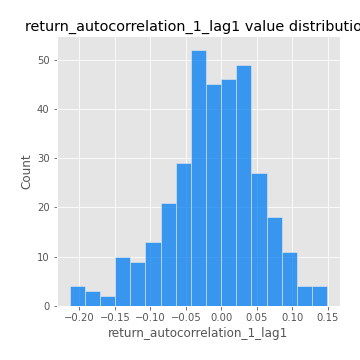 return_autocorrelation_1_lag1 value distributio
50
40
30
20
10
0
Count
−0.20 −0.15 −0.10 −0.05 0.00 0.05 0.10 0.15
return_autocorrelation_1_lag1